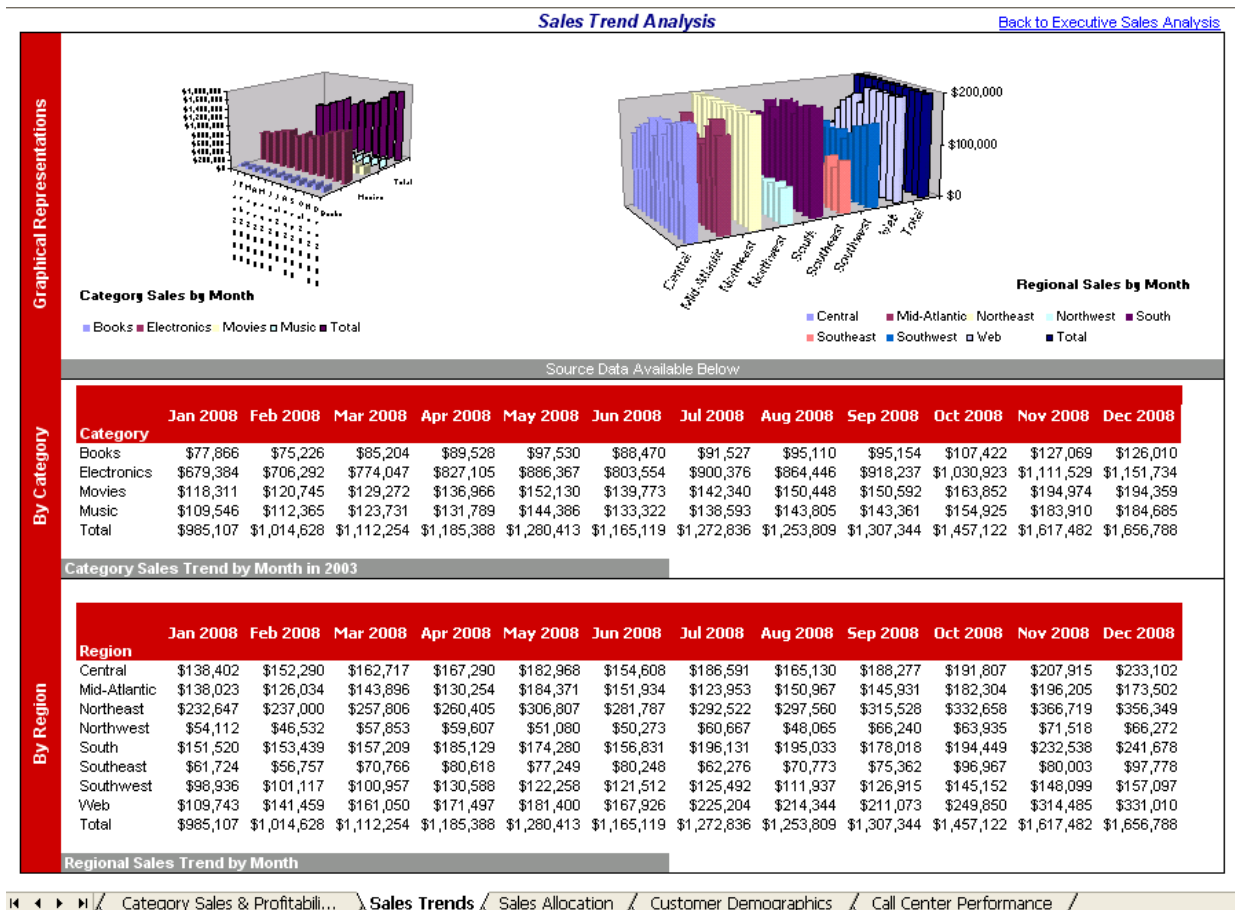 Sales Trend Analysis
Back to Executive Sales Analysis
Graphical Representations
$200,000
$100,000
$0
$0
Books
Movies
Total
Central
Mid-Atlantic
Northeast
Northwest
South
Southeast
Southwest
Web
Total
Category Sales by Month
Books Electronics Movies Music Total
Regional Sales by Month
Central Mid-Atlantic Northeast Northwest South
Southeast Southwest Web Total
Source Data Available Below
By Category
Category Jan 2008 Feb 2008 Mar 2008 Apr 2008 May 2008 Jun 2008 Jul 2008 Aug 2008 Sep 2008 Oct 2008 Nov 2008 Dec 2008
Books $77,866 $75,226 $85,204 $89,528 $97,530 $88,470 $91,527 $95,110 $95,154 $107,422 $127,069 $126,010
Electronics $679,384 $706,292 $774,047 $827,105 $886,367 $803,554 $900,376 $864,446 $918,237 $1,030,923 $1,111,529 $1,151,734
Movies $118,311 $120,745 $129,272 $136,966 $152,130 $139,773 $142,340 $150,448 $150,592 $163,852 $194,974 $194,359
Music $109,546 $112,365 $123,731 $131,789 $144,386 $133,322 $138,593 $143,805 $143,361 $154,925 $183,910 $184,685
Total $985,107 $1,014,628 $1,112,254 $1,185,388 $1,280,413 $1,165,119 $1,272,836 $1,253,809 $1,307,344 $1,457,122 $1,617,482 $1,656,788
Category Sales Trend by Month in 2003
By Region
Region Jan 2008 Feb 2008 Mar 2008 Apr 2008 May 2008 Jun 2008 Jul 2008 Aug 2008 Sep 2008 Oct 2008 Nov 2008 Dec 2008
Central $138,402 $152,290 $162,717 $167,290 $182,968 $154,608 $186,591 $165,130 $188,277 $191,807 $207,915 $233,102
Mid-Atlantic $138,023 $126,034 $143,896 $130,254 $184,371 $151,934 $123,953 $150,967 $145,931 $182,304 $196,205 $173,502
Northeast $232,647 $237,000 $257,806 $260,405 $306,807 $281,787 $292,522 $297,560 $315,528 $332,658 $366,719 $356,349
Northwest $54,112 $46,532 $57,853 $59,607 $51,080 $50,273 $60,667 $48,065 $66,240 $63,935 $71,518 $66,272
South $151,520 $153,439 $157,209 $185,129 $174,280 $156,831 $196,131 $195,033 $178,018 $194,449 $232,538 $241,678
Southeast $61,724 $56,757 $70,766 $80,618 $77,249 $80,248 $62,276 $70,773 $75,362 $96,967 $80,003 $97,778
Southwest $98,936 $101,117 $100,957 $130,588 $122,258 $121,512 $125,492 $111,937 $126,915 $145,152 $148,099 $157,097
Web $109,743 $141,459 $161,050 $171,497 $181,400 $167,926 $225,204 $214,344 $211,073 $249,850 $314,485 $331,010
Total $985,107 $1,014,628 $1,112,254 $1,185,388 $1,280,413 $1,165,119 $1,272,836 $1,253,809 $1,307,344 $1,457,122 $1,617,482 $1,656,788
Regional Sales Trend by Month
Category Sales & Profitabili... Sales Trends Sales Allocation Customer Demographics Call Center Performance